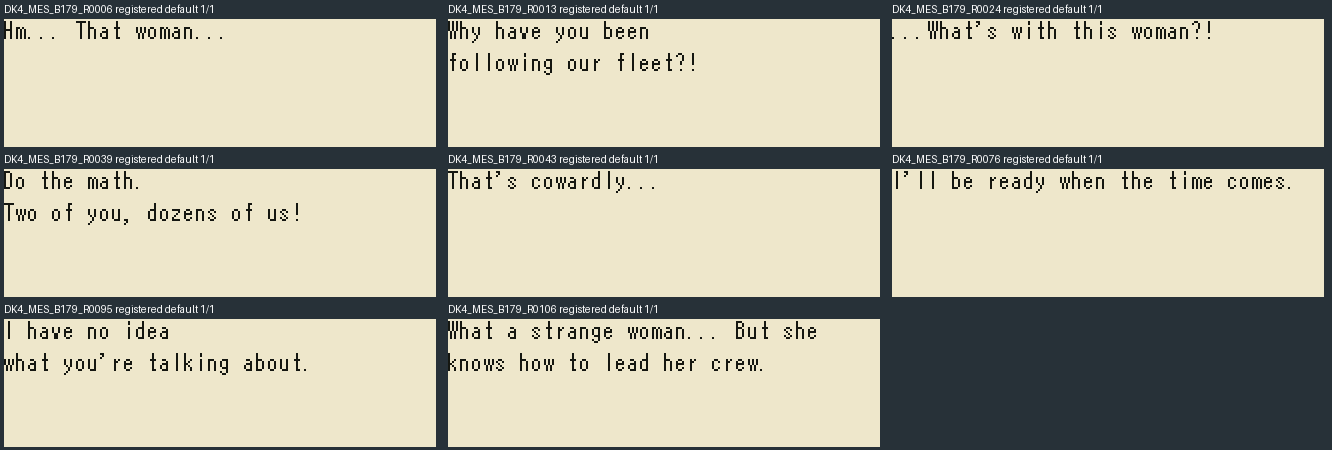 DK4_MES_B179_R0006 registered default 1/1
Hm... That woman...
DK4_MES_B179_R0013 registered default 1/1
Why have you been
following our fleet?!
DK4_MES_B179_R0024 registered default 1/1
...What's with this woman?!
DK4_MES_B179_R0039 registered default 1/1
Do the math.
Two of you, dozens of us!
DK4_MES_B179_R0043 registered default 1/1
That's cowardly...
DK4_MES_B179_R0076 registered default 1/1
I'll be ready when the time comes.
DK4_MES_B179_R0095 registered default 1/1
I have no idea
what you're talking about.
DK4_MES_B179_R0106 registered default 1/1
What a strange woman... But she
knows how to lead her crew.